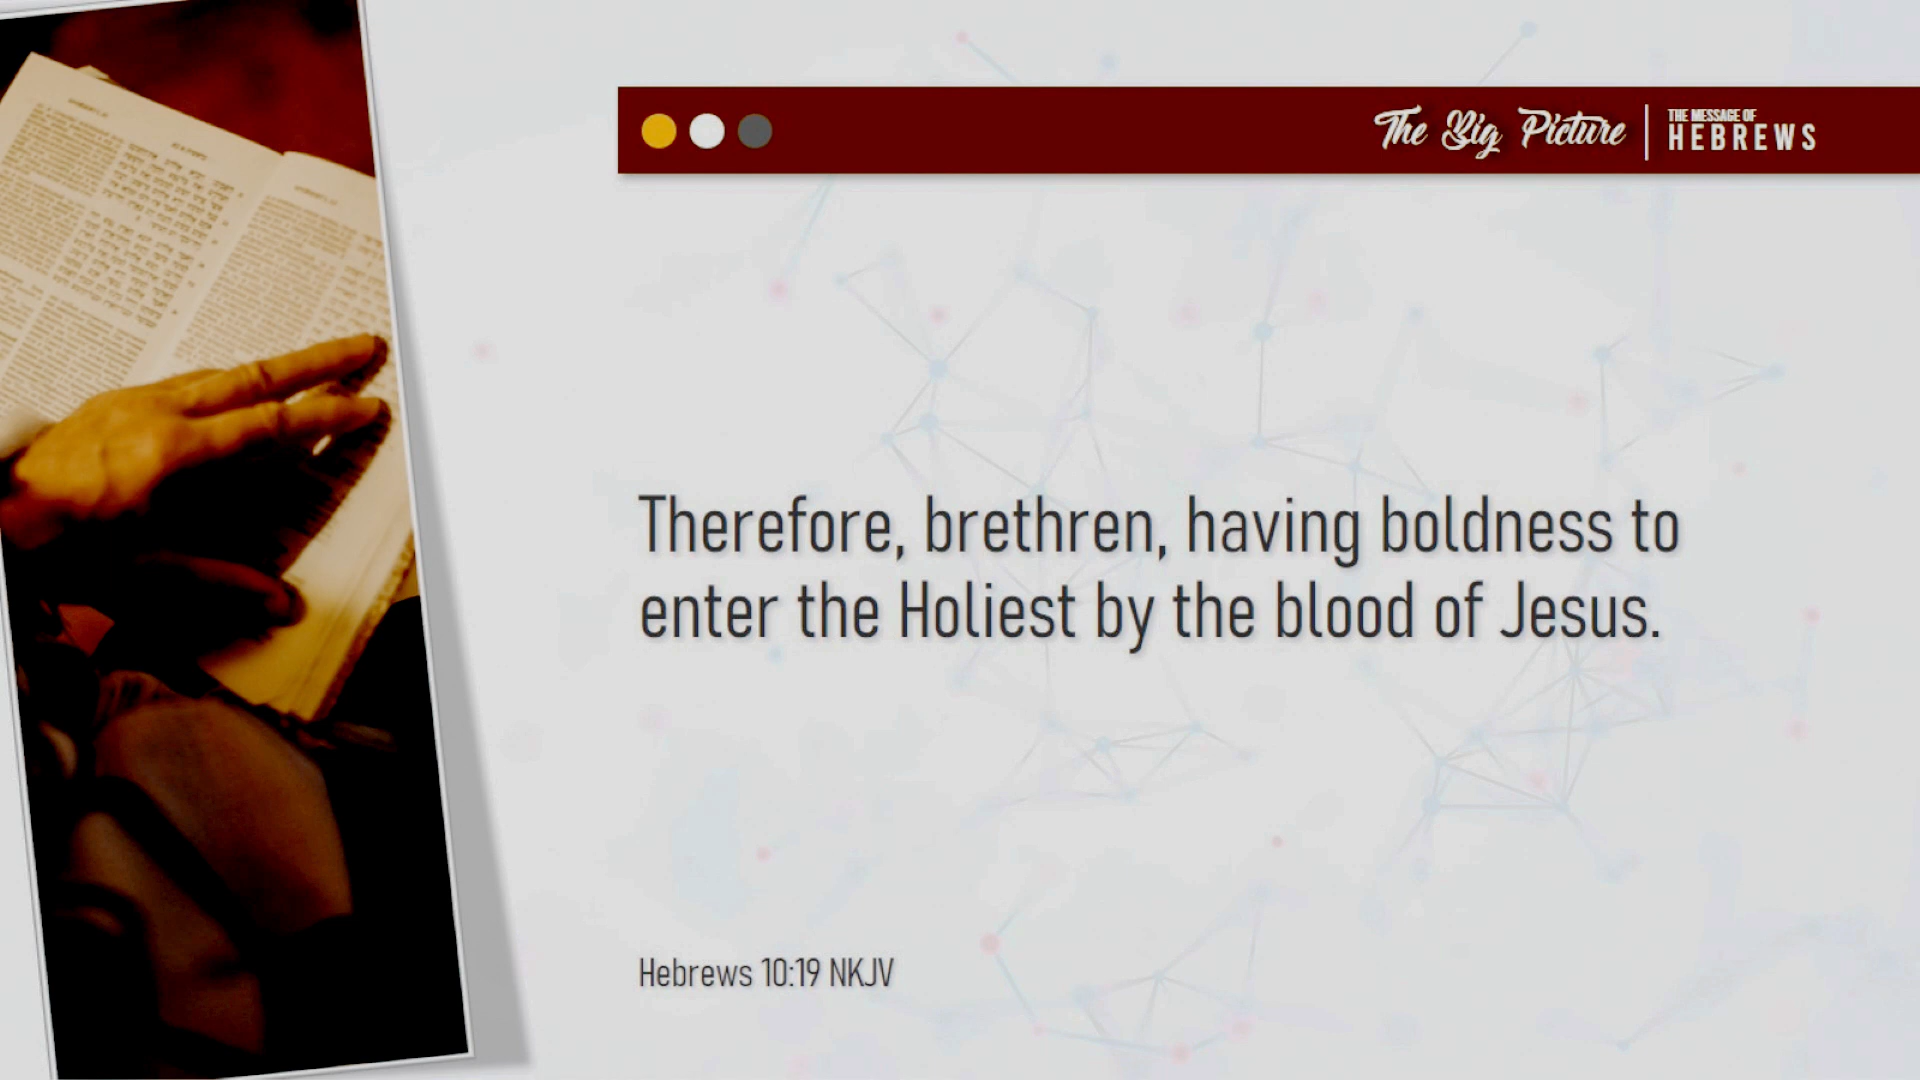 The Big Picture
THE MESSAGE OF
HEBREWS
Therefore, brethren, having boldness to
enter the Holiest by the blood of Jesus.
Hebrews 10:19 NKJV